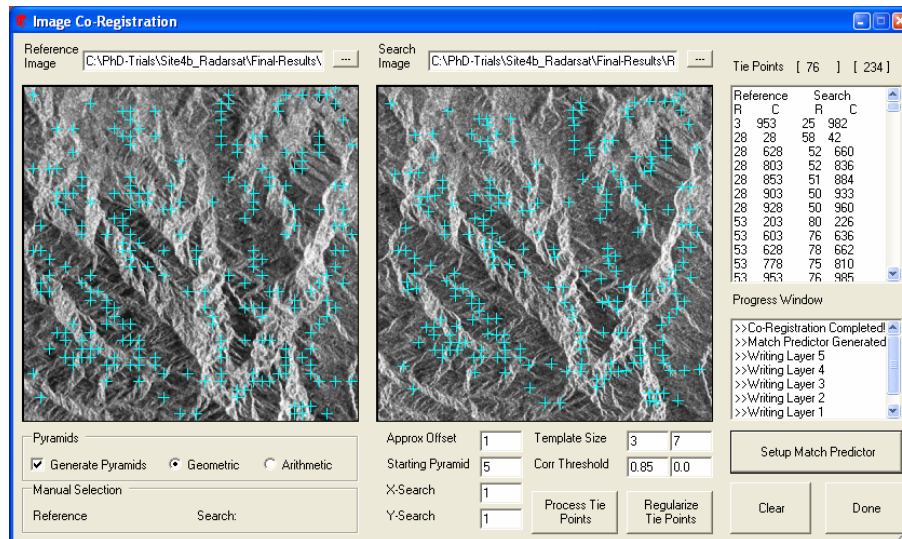 Image Co-Registration
Reference Image C:\PhD-Trials\Site4b_Radarsat\Final-Results\ ...
Search Image C:\PhD-Trials\Site4b_Radarsat\Final-Results\R ...
Tie Points [ 76 ] [ 234 ]
Reference Search
R C R C
3 953 25 982
28 28 58 42
28 628 52 660
28 803 52 836
28 853 51 884
28 903 50 933
28 928 50 960
53 203 80 226
53 603 76 636
53 628 78 662
53 778 75 810
53 953 76 985
Progress Window
>>Co-Registration Completed!
>>Match Predictor Generated
>>Writing Layer 5
>>Writing Layer 4
>>Writing Layer 3
>>Writing Layer 2
>>Writing Layer 1
Pyramids
Generate Pyramids Geometric Arithmetic
Manual Selection
Reference Search:
Approx Offset 1
Starting Pyramid 5
X-Search 1
Y-Search 1
Template Size 3 7
Corr Threshold 0.85 0.0
Process Tie Points
Regularize Tie Points
Setup Match Predictor
Clear
Done